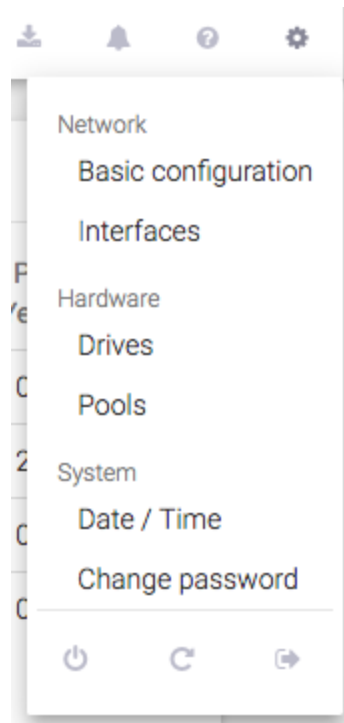 Network
Basic configuration
Interfaces
Hardware
Drives
Pools
System
Date / Time
Change password